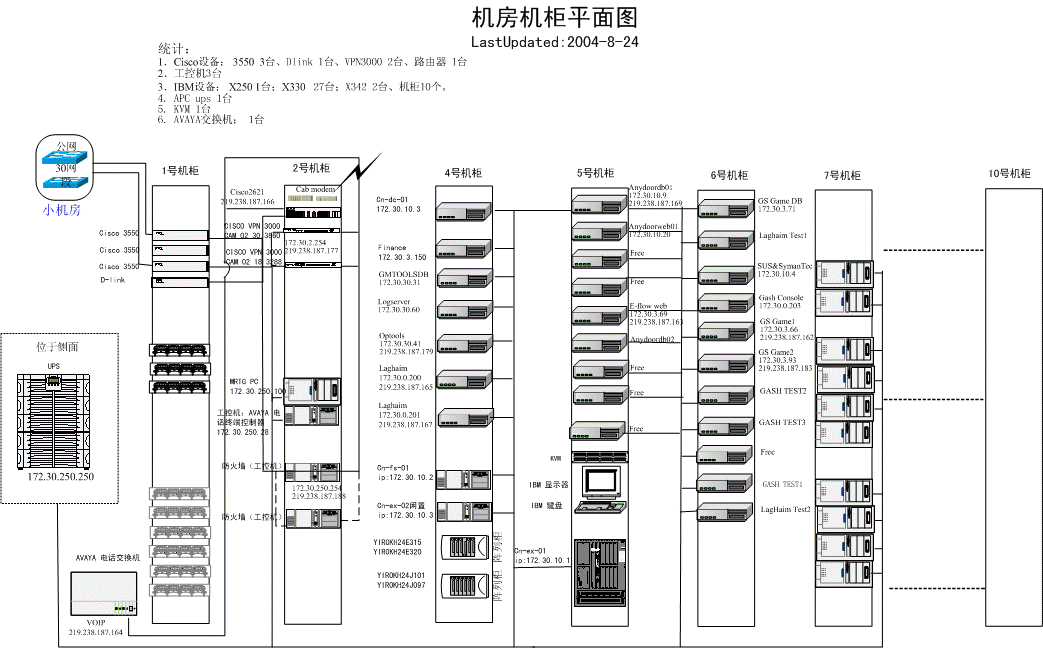 机房机柜平面图
LastUpdated:2004-8-24
统计：
1. Cisco设备： 3550 3台、Dlink 1台、VPN3000 2台、路由器 1台
2. 工控机3台
3. IBM设备： X250 1台； X330 27台； X342 2台、机柜10个。
4. APC ups 1台
5. KVM 1台
6. AVAYA交换机： 1台
公网
30网
段
小机房
1号机柜
Cisco 3550
Cisco 3550
Cisco 3550
D-link
位于侧面
UPS
172.30.250.250
AVAYA 电话交换机
VOIP
219.238.187.164
2号机柜
Cab modem
Cisco2621
219.238.187.166
CISCO VPN 3000
CAM 02 30 3860
172.30.2.254
219.238.187.177
CISCO VPN 3000
CAM 02 18 3288
MRTG PC
172.30.250.100
工控机：AVAYA 电
话终端控制器
172.30.250.28
防火墙（工控机）
172.30.250.254
219.238.187.188
防火墙（工控机）
4号机柜
Cn-dc-01
172.30.10.3
Finance
172.30.3.150
GMTOOLSDB
172.30.30.31
Logserver
172.30.30.60
Optools
172.30.30.41
219.238.187.179
Laghaim
172.30.0.200
219.238.187.165
Laghaim
172.30.0.201
219.238.187.167
Cn-fs-01
ip:172.30.10.2
Cn-ex-02闲置
ip:172.30.10.3
YIROKH24E315
YIROKH24E320
阵列柜
YIROKH24J101
YIROKH24J097
阵列柜
5号机柜
Anydoordb01
172.30.10.9
219.238.187.169
Anydoorweb01
172.30.10.20
Free
Free
E-flow web
172.30.3.69
219.238.187.163
Anydoordb02
Free
Free
Free
KVM
IBM 显示器
IBM 键盘
Cn-ex-01
ip:172.30.10.1
6号机柜
GS Game DB
172.30.3.71
Laghaim Test1
SUS&SymanTec
172.30.10.4
Gash Console
172.30.0.203
GS Game1
172.30.3.66
219.238.187.162
GS Game2
172.30.3.93
219.238.187.183
GASH TEST2
GASH TEST3
Free
GASH TEST1
LagHaim Test2
7号机柜
10号机柜